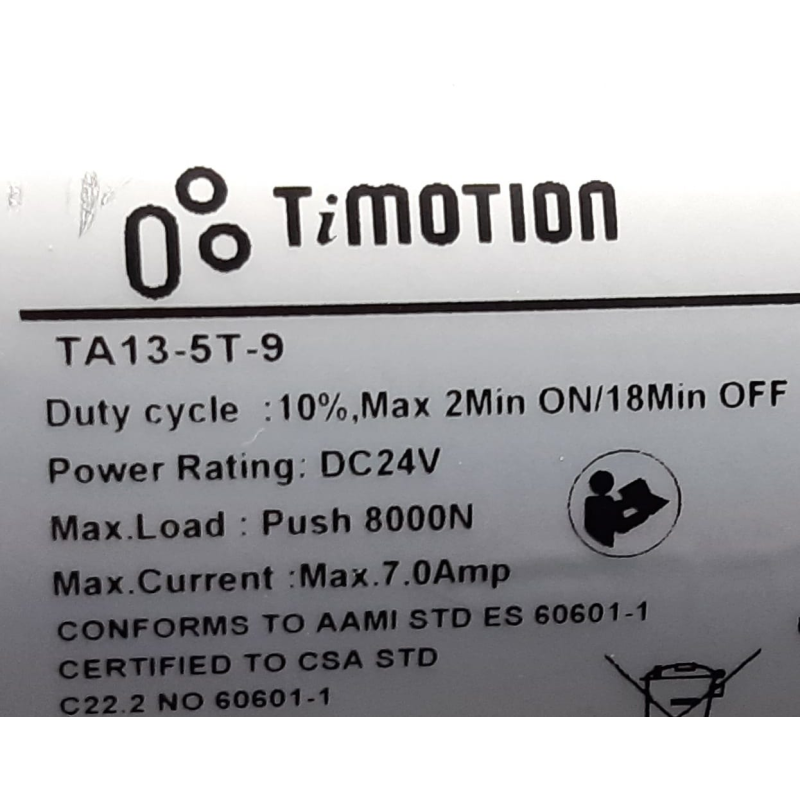 TiMOTION
TA13-5T-9
Duty cycle :10%,Max 2Min ON/18Min OFF
Power Rating: DC24V
Max.Load : Push 8000N
Max.Current :Max.7.0Amp
CONFORMS TO AAMI STD ES 60601-1
CERTIFIED TO CSA STD
C22.2 NO 60601-1